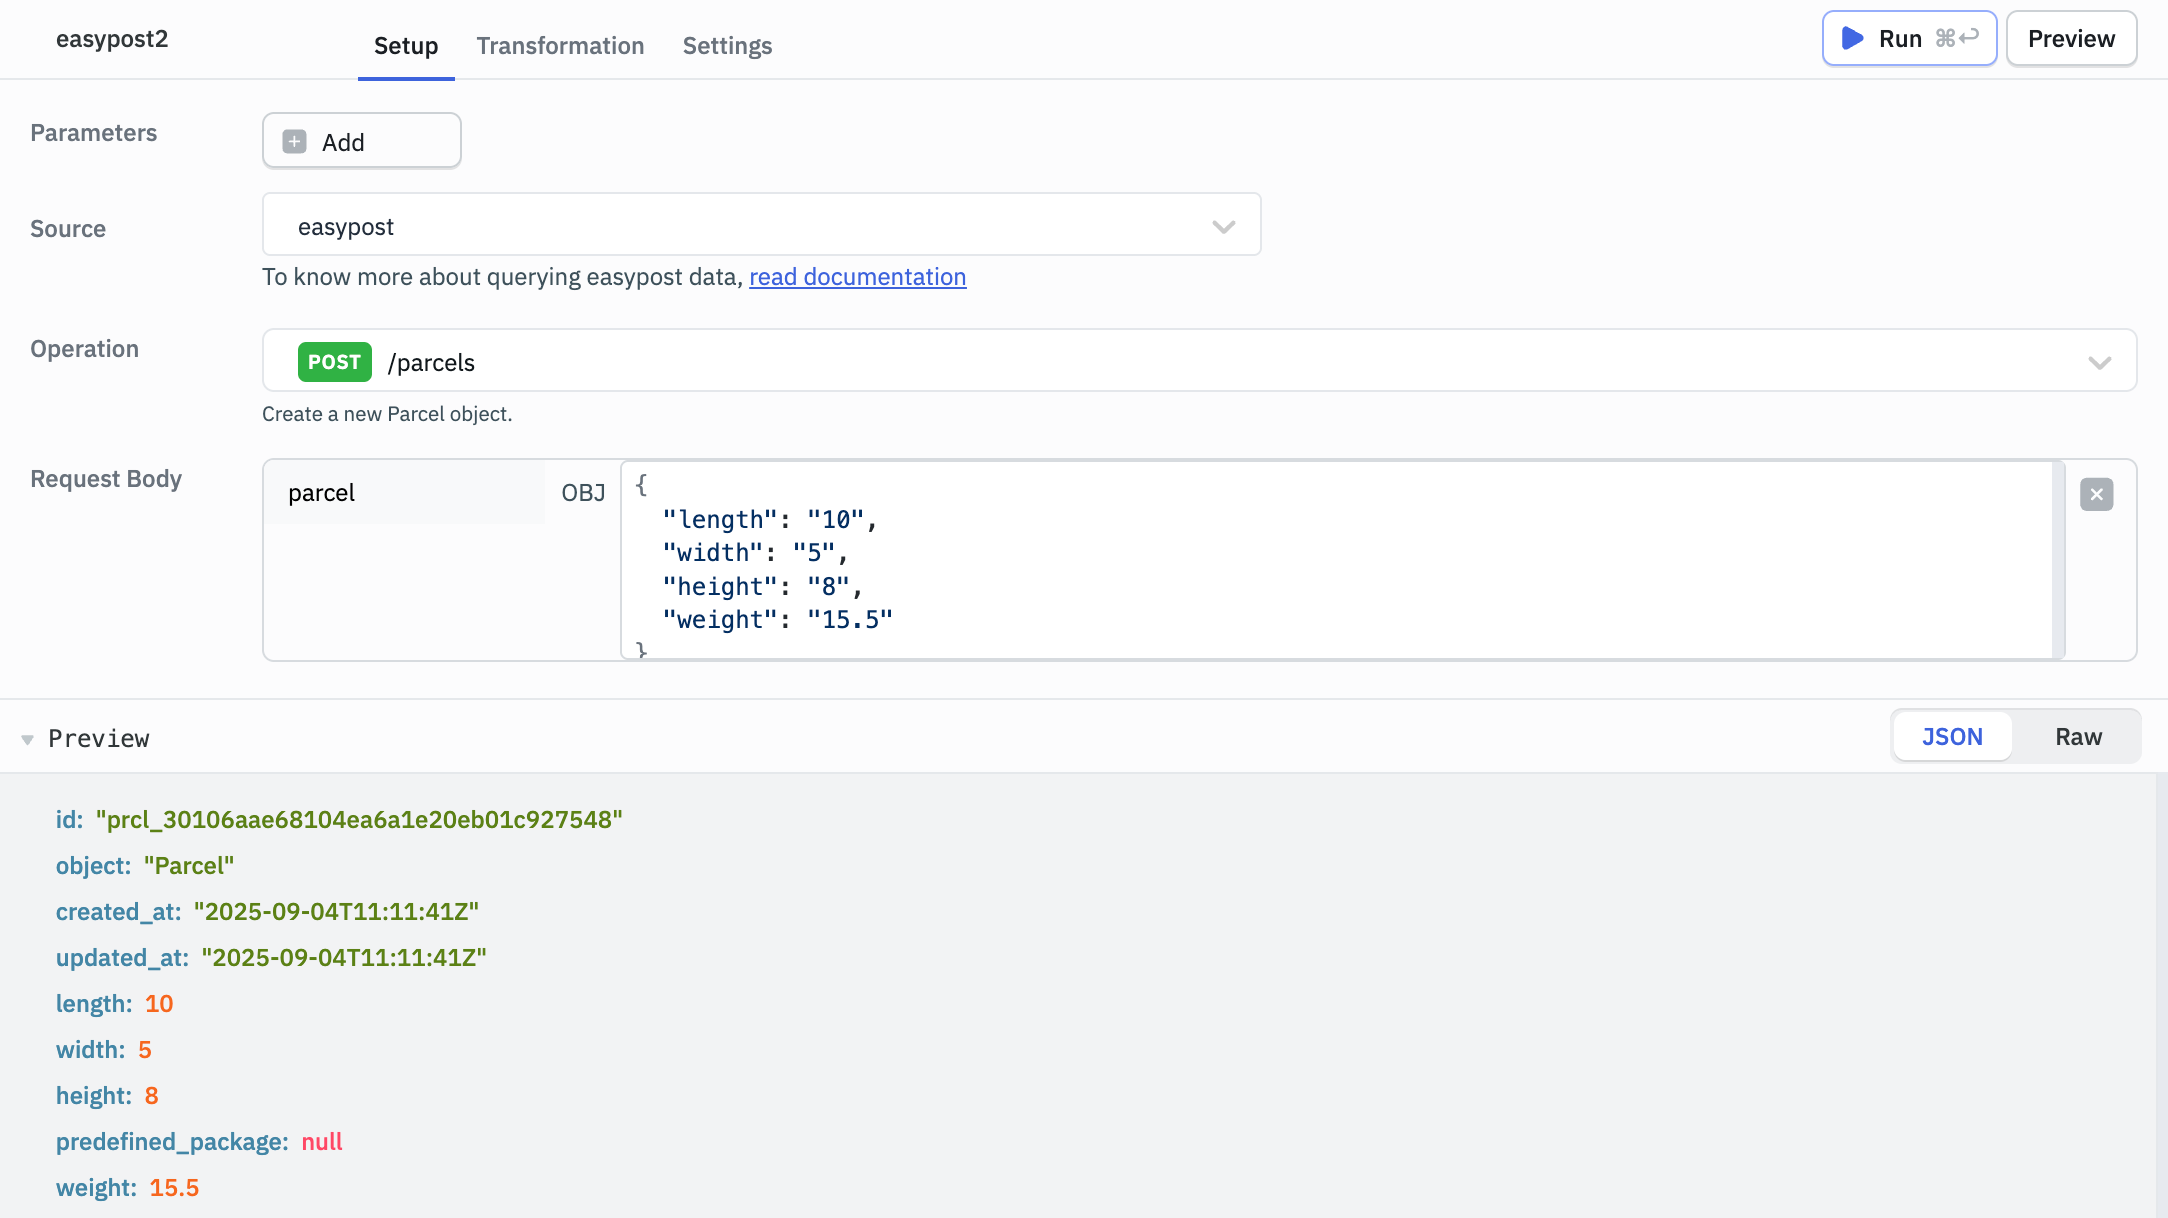 easypost2
Setup
Transformation
Settings
Run ⌘↩
Preview
Parameters
+ Add
Source
easypost
To know more about querying easypost data, read documentation
Operation
POST /parcels
Create a new Parcel object.
Request Body
parcel
OBJ
{
"length": "10",
"width": "5",
"height": "8",
"weight": "15.5"
}
Preview
JSON
Raw
id: "prcl_30106aae68104ea6a1e20eb01c927548"
object: "Parcel"
created_at: "2025-09-04T11:11:41Z"
updated_at: "2025-09-04T11:11:41Z"
length: 10
width: 5
height: 8
predefined_package: null
weight: 15.5